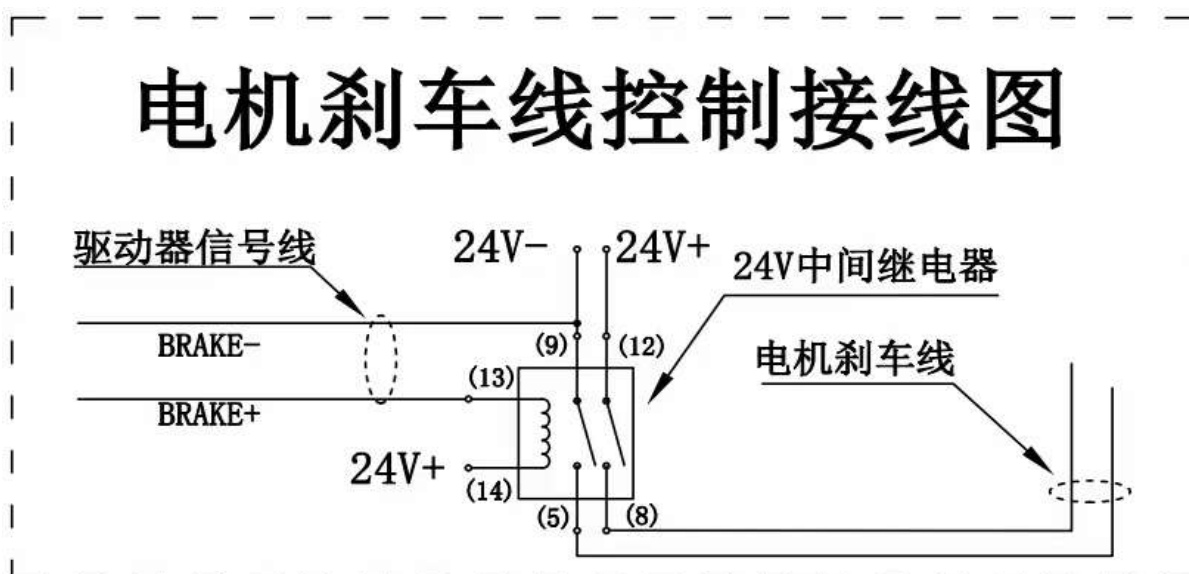 电机刹车线控制接线图
驱动器信号线
24V-
24V+
24V中间继电器
BRAKE-
(9)
(12)
电机刹车线
(13)
BRAKE+
24V+
(14)
(5)
(8)